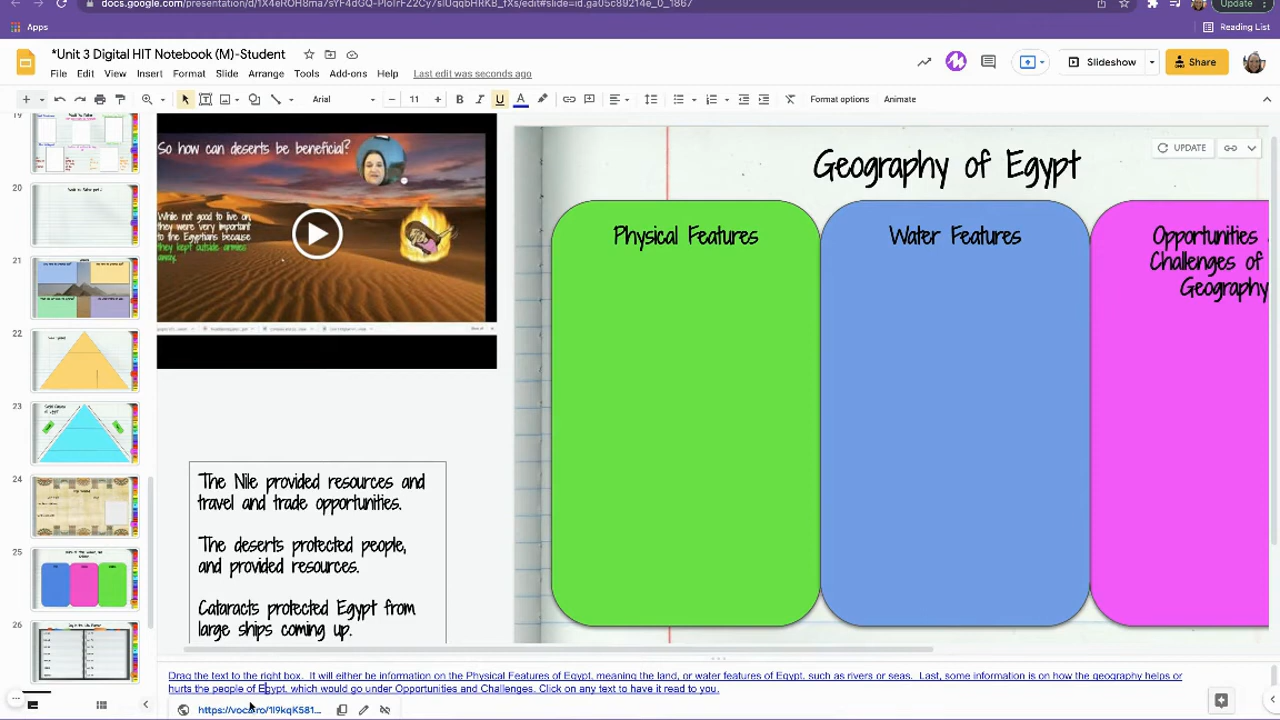 docs.google.com/presentation/d/1X4eROH8ma7sYF4dGQ-PloIrFZ2Cy7slUqqbHRKB_fXs/edit#slide=id.ga05c89214e_0_1867
Update
Apps
Reading List
*Unit 3 Digital HIT Notebook (M)-Student
File Edit View Insert Format Slide Arrange Tools Add-ons Help Last edit was seconds ago
Slideshow
Share
Arial
11
Format options
Animate
19
20
21
22
23
24
25
26
So how can deserts be beneficial?
While not good to live on,
they were very important
to the Egyptians because
they kept outside armies
away.
The Nile provided resources and
travel and trade opportunities.
The deserts protected people,
and provided resources.
Cataracts protected Egypt from
large ships coming up.
UPDATE
Geography of Egypt
Physical Features
Water Features
Opportunities
Challenges of
Geography
Drag the text to the right box. It will either be information on the Physical Features of Egypt, meaning the land, or water features of Egypt, such as rivers or seas. Last, some information is on how the geography helps or
hurts the people of Egypt, which would go under Opportunities and Challenges. Click on any text to have it read to you.